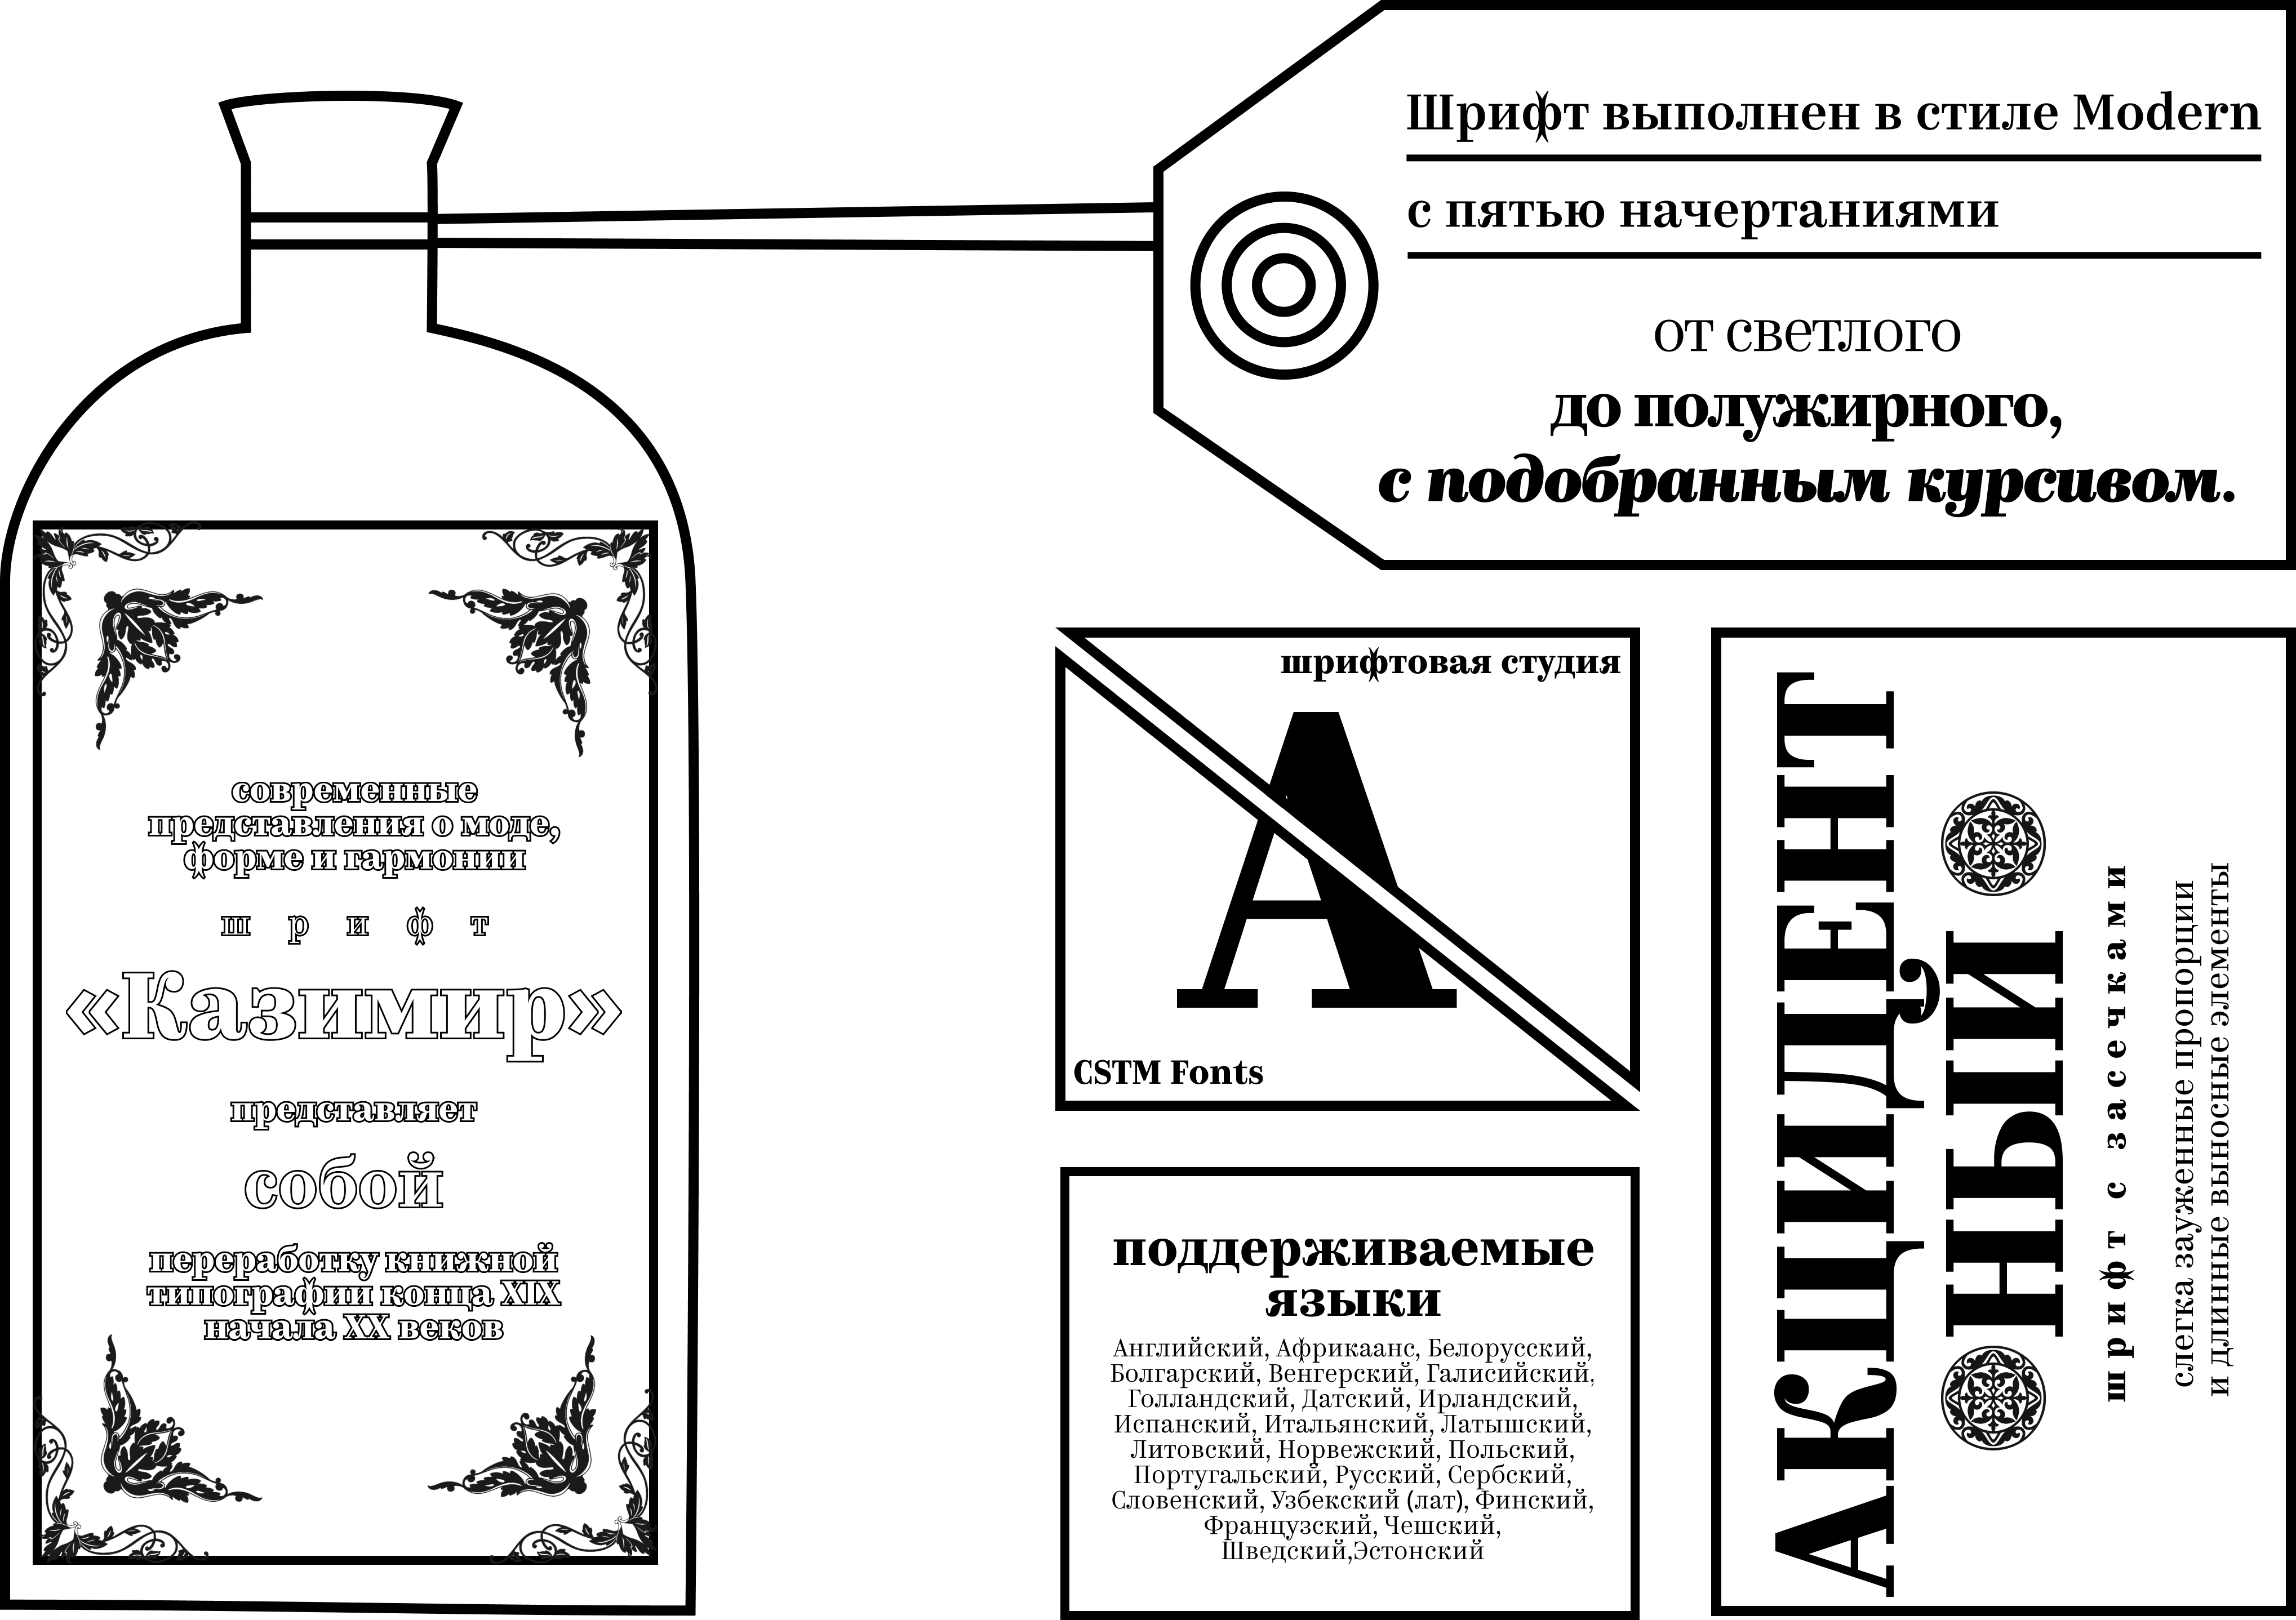 Шрифт выполнен в стиле Modern
с пятью начертаниями
от светлого
до полужирного,
с подобранным курсивом.
современные
представления о моде,
форме и гармонии
шрифт
«Казимир»
представляет
собой
переработку книжной
типографии конца XIX
начала XX веков
шрифтовая студия
А
CSTM Fonts
поддерживаемые
языки
Английский, Африкаанс, Белорусский,
Болгарский, Венгерский, Галисийский,
Голландский, Датский, Ирландский,
Испанский, Итальянский, Латышский,
Литовский, Норвежский, Польский,
Португальский, Русский, Сербский,
Словенский, Узбекский (лат), Финский,
Французский, Чешский,
Шведский,Эстонский
АКЦИДЕНТ
НЫЙ
шрифт с засечками
слегка зауженные пропорции
и длинные выносные элементы